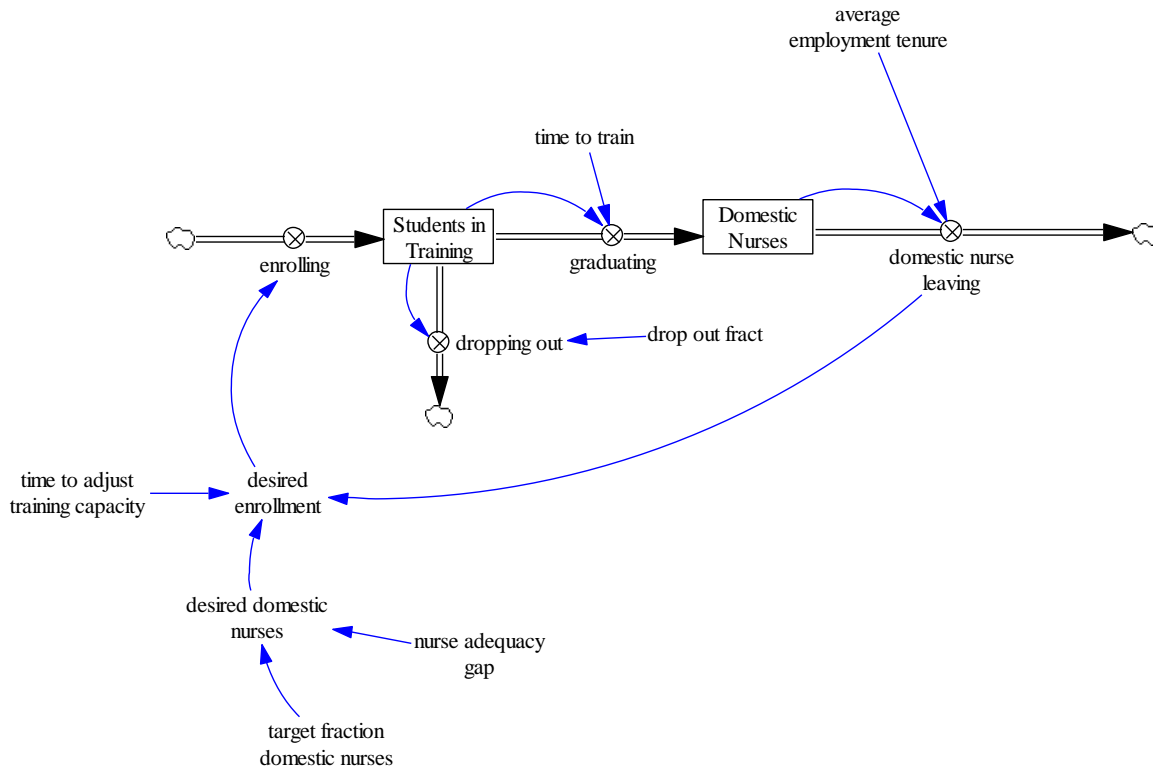 average
employment tenure
time to train
Students in
Training
Domestic
Nurses
enrolling
graduating
domestic nurse
leaving
dropping out
drop out fract
time to adjust
training capacity
desired
enrollment
desired domestic
nurses
nurse adequacy
gap
target fraction
domestic nurses